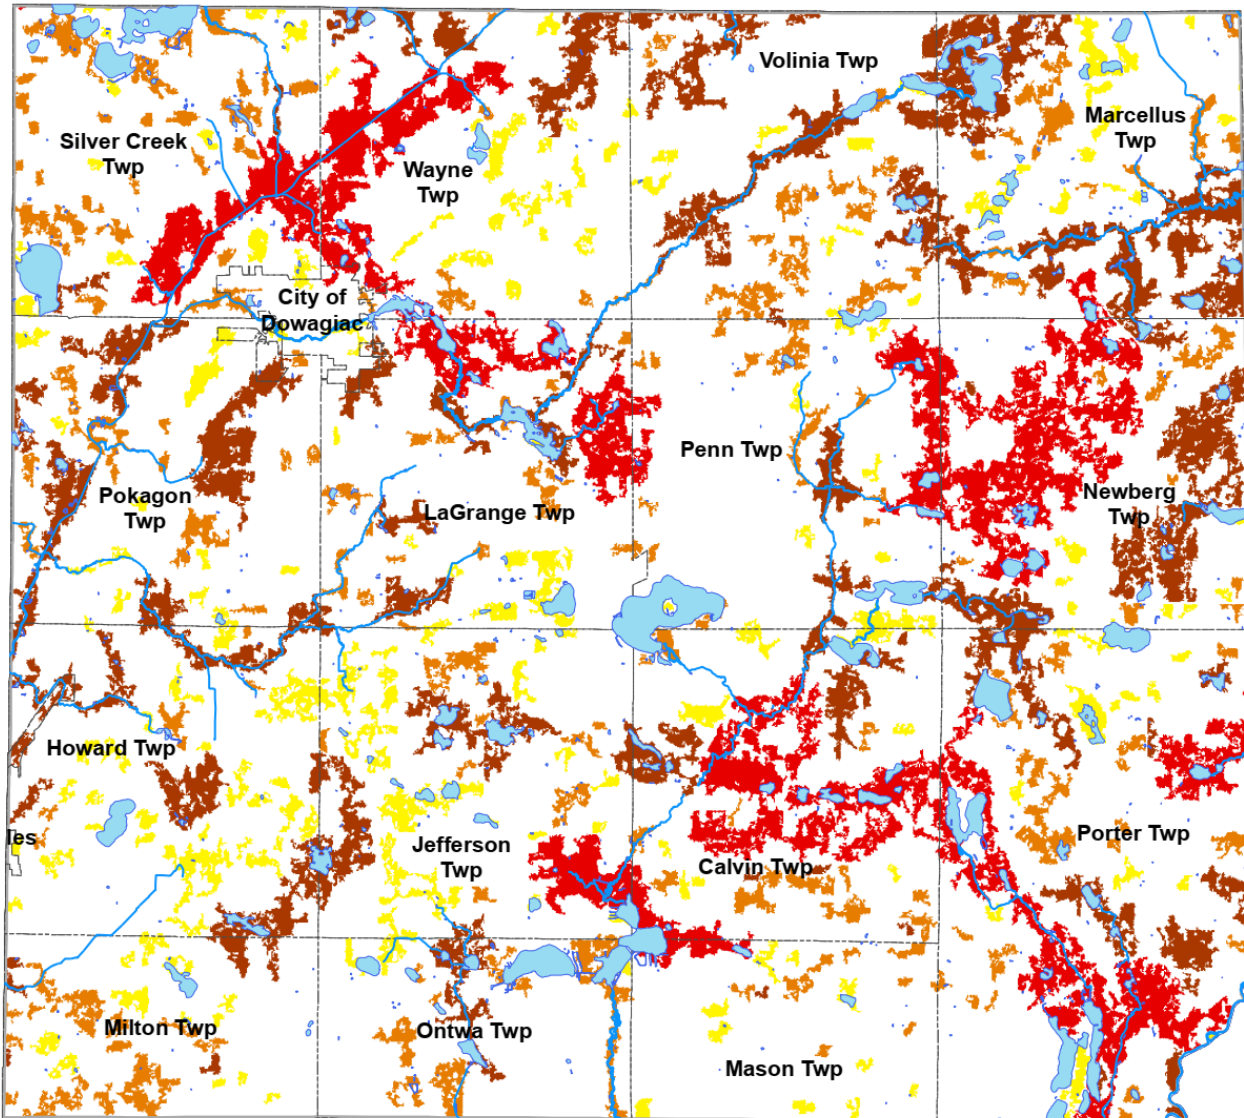 Volinia Twp
Marcellus
Twp
Silver Creek
Twp
Wayne
Twp
City of
Dowagiac
Penn Twp
Pokagon
Twp
LaGrange Twp
Newberg
Twp
Howard Twp
les
Jefferson
Twp
Calvin Twp
Porter Twp
Milton Twp
Ontwa Twp
Mason Twp